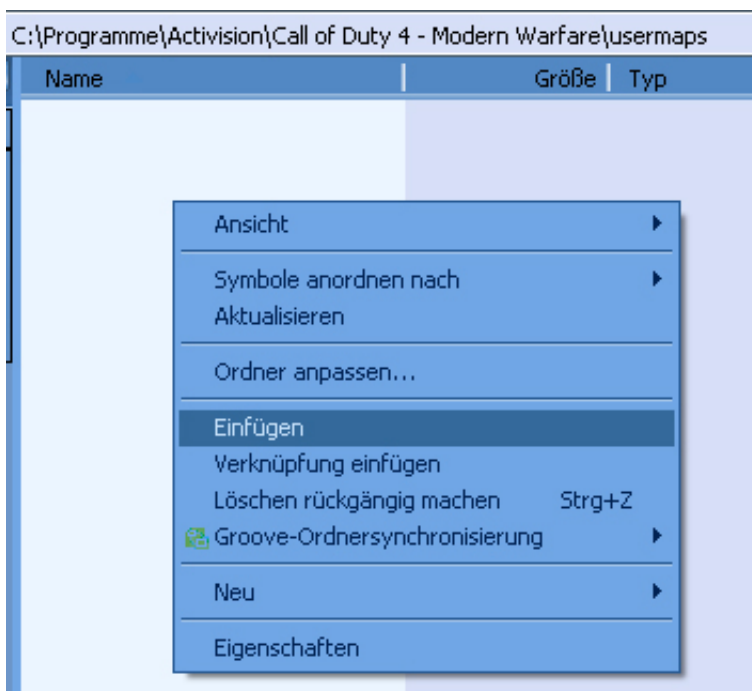 C:\Programme\Activision\Call of Duty 4 - Modern Warfare\usermaps
Name Größe Typ
Ansicht
Symbole anordnen nach
Aktualisieren
Ordner anpassen...
Einfügen
Verknüpfung einfügen
Löschen rückgängig machen Strg+Z
Groove-Ordnersynchronisierung
Neu
Eigenschaften